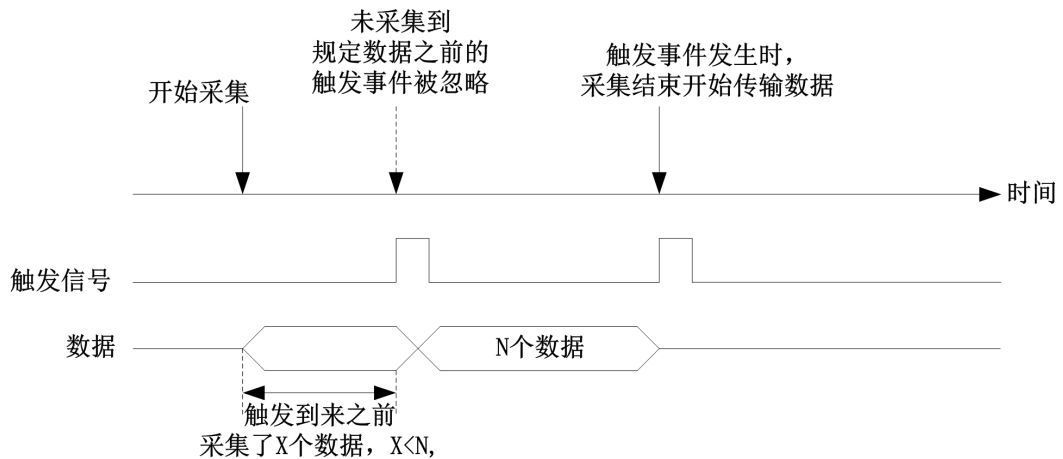 未采集到
规定数据之前的
触发事件被忽略
触发事件发生时，
采集结束开始传输数据
开始采集
时间
触发信号
数据
N个数据
触发到来之前
采集了X个数据，X<N,